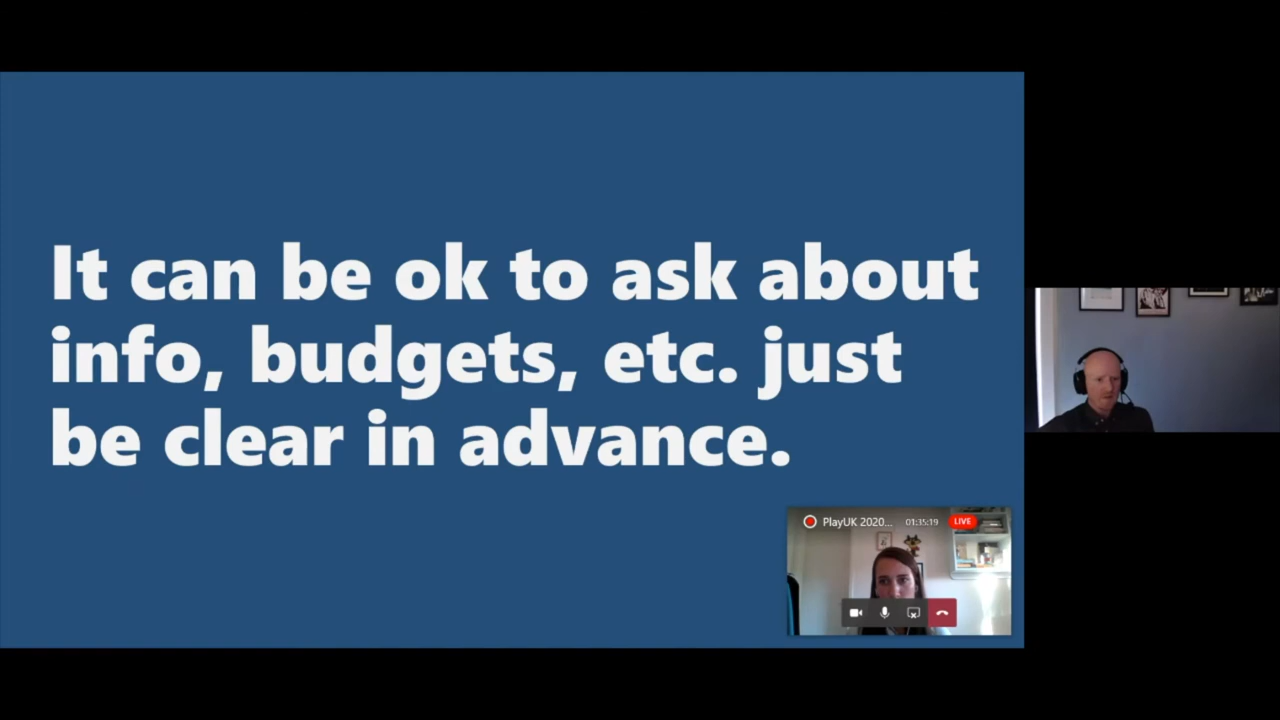 It can be ok to ask about
info, budgets, etc. just
be clear in advance.
PlayUK 2020... 01:35:19 LIVE